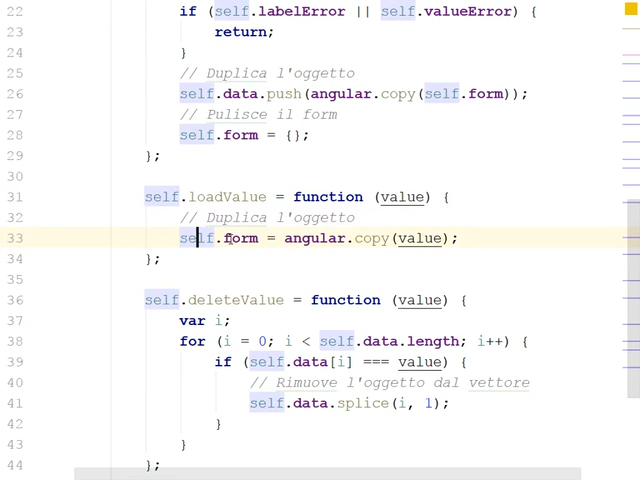 22 if (self.labelError || self.valueError) {
23 return;
24 }
25 // Duplica l'oggetto
26 self.data.push(angular.copy(self.form));
27 // Pulisce il form
28 self.form = {};
29 };
30
31 self.loadValue = function (value) {
32 // Duplica l'oggetto
33 self.form = angular.copy(value);
34 };
35
36 self.deleteValue = function (value) {
37 var i;
38 for (i = 0; i < self.data.length; i++) {
39 if (self.data[i] === value) {
40 // Rimuove l'oggetto dal vettore
41 self.data.splice(i, 1);
42 }
43 }
44 };